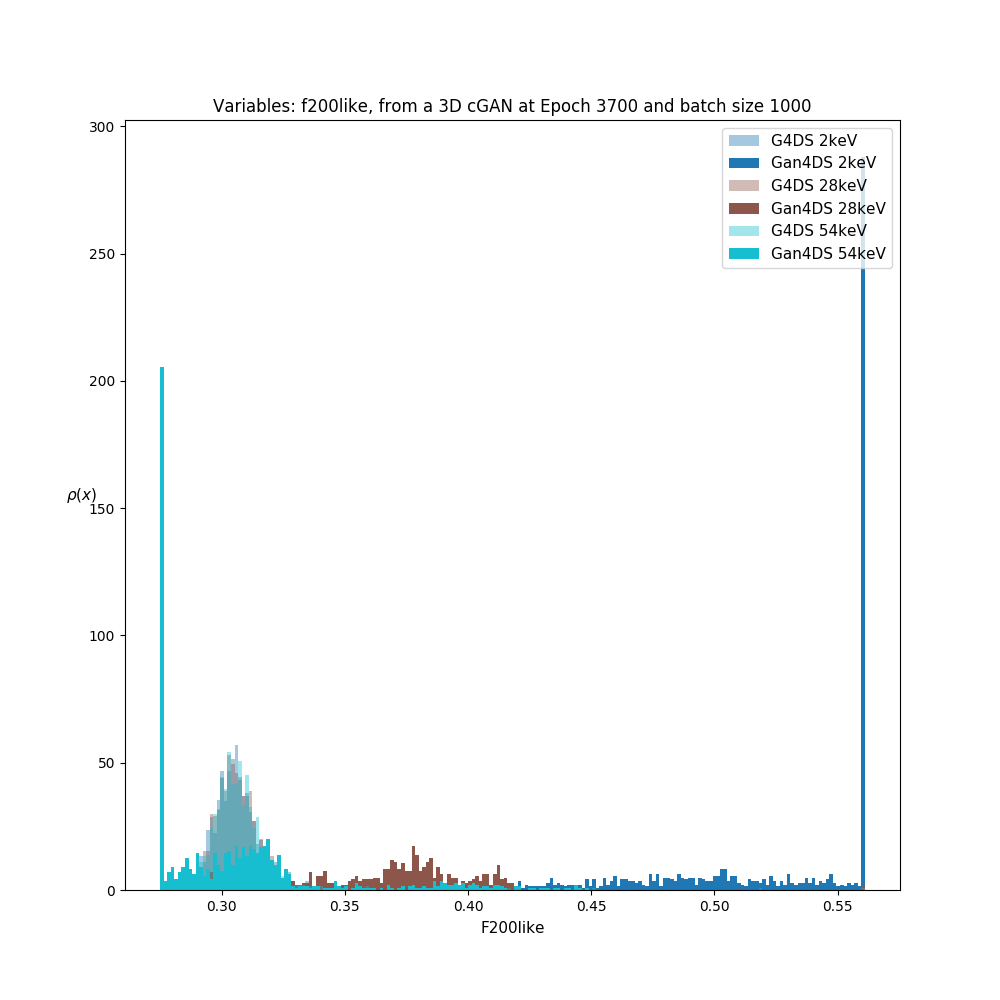 Variables: f200like, from a 3D cGAN at Epoch 3700 and batch size 1000
G4DS 2keV
Gan4DS 2keV
G4DS 28keV
Gan4DS 28keV
G4DS 54keV
Gan4DS 54keV
300
250
200
150
100
50
0
ρ(x)
0.30 0.35 0.40 0.45 0.50 0.55
F200like